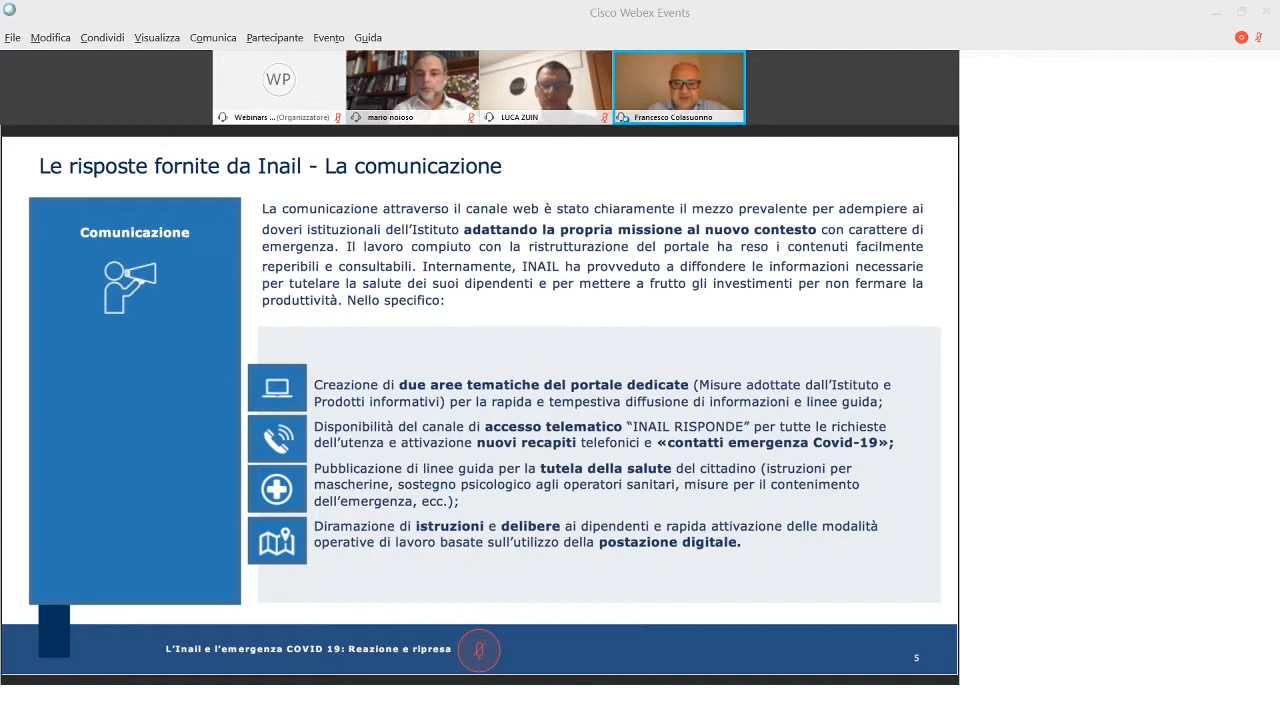 Cisco Webex Events
File Modifica Condividi Visualizza Comunica Partecipante Evento Guida
WP
Webinars ... (Organizzatore) mario noioso LUCA ZUIN Francesco Colasuonno
Le risposte fornite da Inail - La comunicazione
Comunicazione
La comunicazione attraverso il canale web è stato chiaramente il mezzo prevalente per adempiere ai
doveri istituzionali dell’Istituto adattando la propria missione al nuovo contesto con carattere di
emergenza. Il lavoro compiuto con la ristrutturazione del portale ha reso i contenuti facilmente
reperibili e consultabili. Internamente, INAIL ha provveduto a diffondere le informazioni necessarie
per tutelare la salute dei suoi dipendenti e per mettere a frutto gli investimenti per non fermare la
produttività. Nello specifico:
Creazione di due aree tematiche del portale dedicate (Misure adottate dall’Istituto e
Prodotti informativi) per la rapida e tempestiva diffusione di informazioni e linee guida;
Disponibilità del canale di accesso telematico “INAIL RISPONDE” per tutte le richieste
dell’utenza e attivazione nuovi recapiti telefonici e «contatti emergenza Covid-19»;
Pubblicazione di linee guida per la tutela della salute del cittadino (istruzioni per
mascherine, sostegno psicologico agli operatori sanitari, misure per il contenimento
dell’emergenza, ecc.);
Diramazione di istruzioni e delibere ai dipendenti e rapida attivazione delle modalità
operative di lavoro basate sull’utilizzo della postazione digitale.
L’Inail e l’emergenza COVID 19: Reazione e ripresa
5